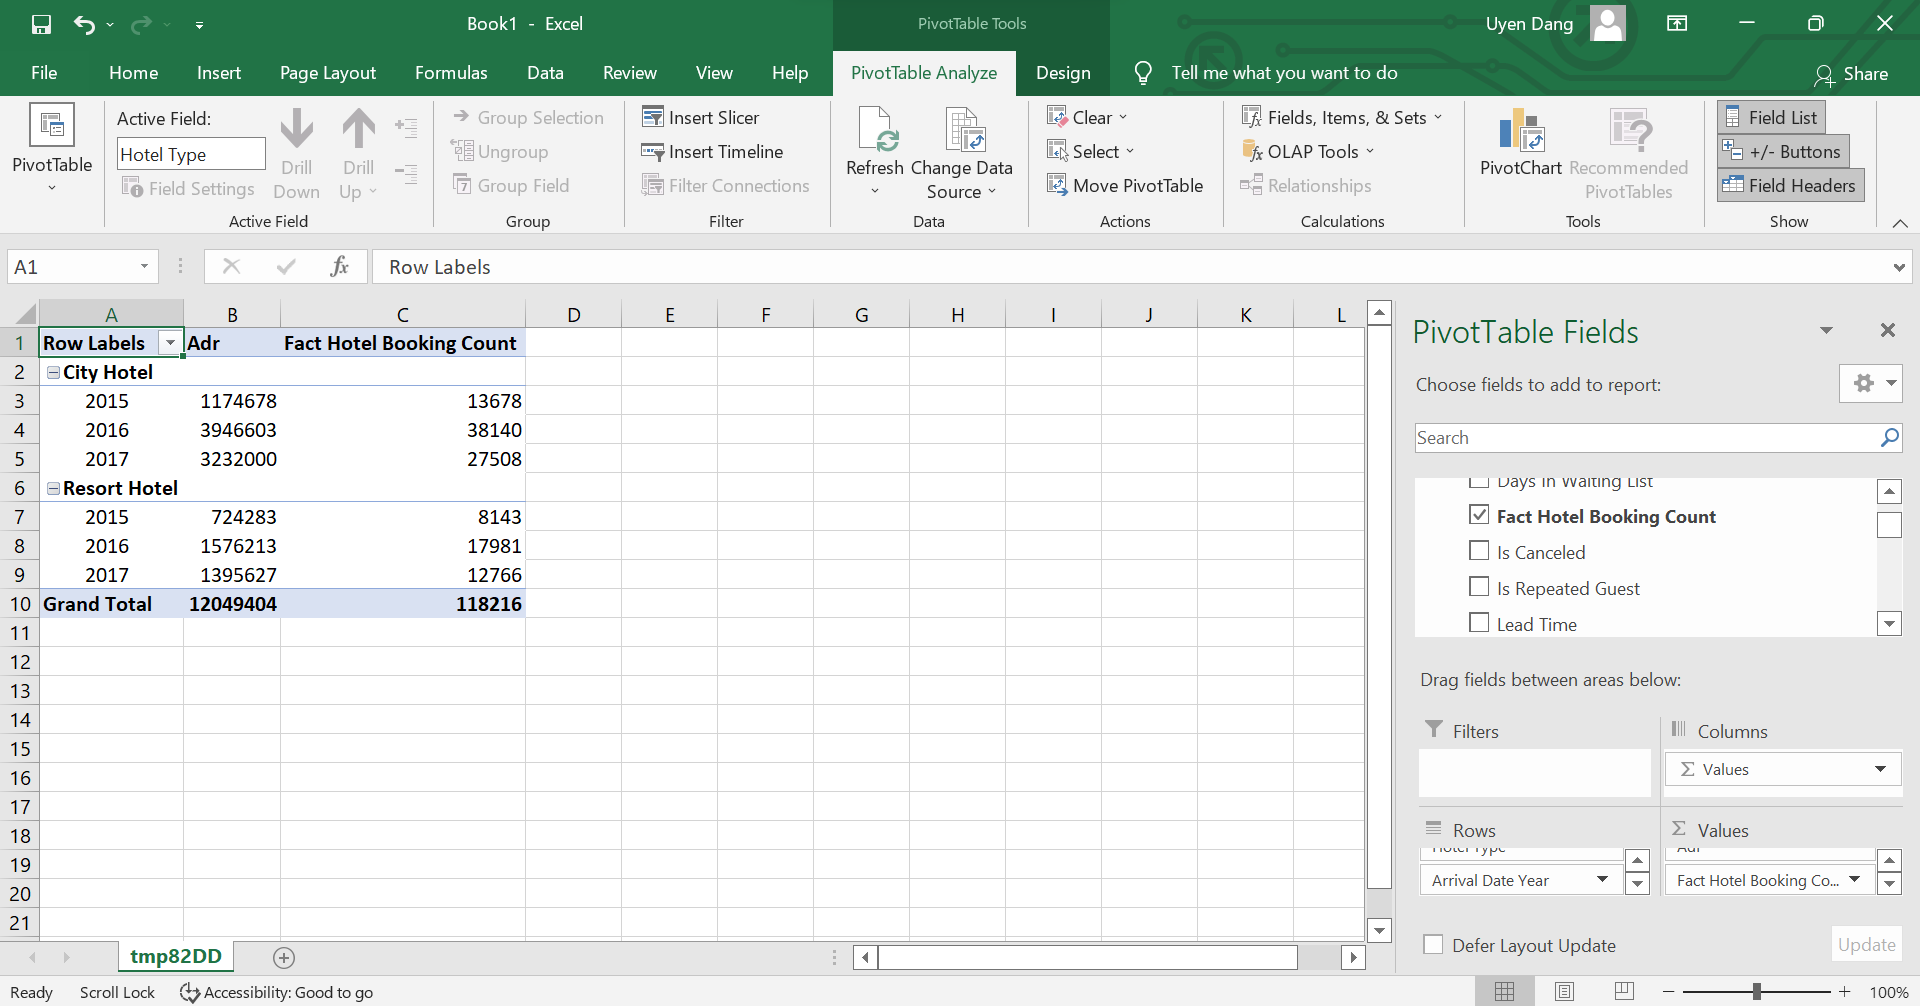 Book1 - Excel
PivotTable Tools
Uyen Dang
File Home Insert Page Layout Formulas Data Review View Help PivotTable Analyze Design Tell me what you want to do Share
PivotTable
Active Field:
Hotel Type
Field Settings
Drill Down
Drill Up
Active Field
Group Selection
Ungroup
Group Field
Group
Insert Slicer
Insert Timeline
Filter Connections
Filter
Refresh
Change Data Source
Data
Clear
Select
Move PivotTable
Actions
Fields, Items, & Sets
OLAP Tools
Relationships
Calculations
PivotChart
Recommended PivotTables
Tools
Field List
+/- Buttons
Field Headers
Show
A1
fx
Row Labels
A B C D E F G H I J K L
1 Row Labels Adr Fact Hotel Booking Count
2 City Hotel
3 2015 1174678 13678
4 2016 3946603 38140
5 2017 3232000 27508
6 Resort Hotel
7 2015 724283 8143
8 2016 1576213 17981
9 2017 1395627 12766
10 Grand Total 12049404 118216
11
12
13
14
15
16
17
18
19
20
21
PivotTable Fields
Choose fields to add to report:
Search
Days In Waiting List
Fact Hotel Booking Count
Is Canceled
Is Repeated Guest
Lead Time
Drag fields between areas below:
Filters
Columns
Σ Values
Rows
Hotel Type
Arrival Date Year
Σ Values
Adr
Fact Hotel Booking Co...
Defer Layout Update
Update
tmp82DD
Ready Scroll Lock Accessibility: Good to go
100%